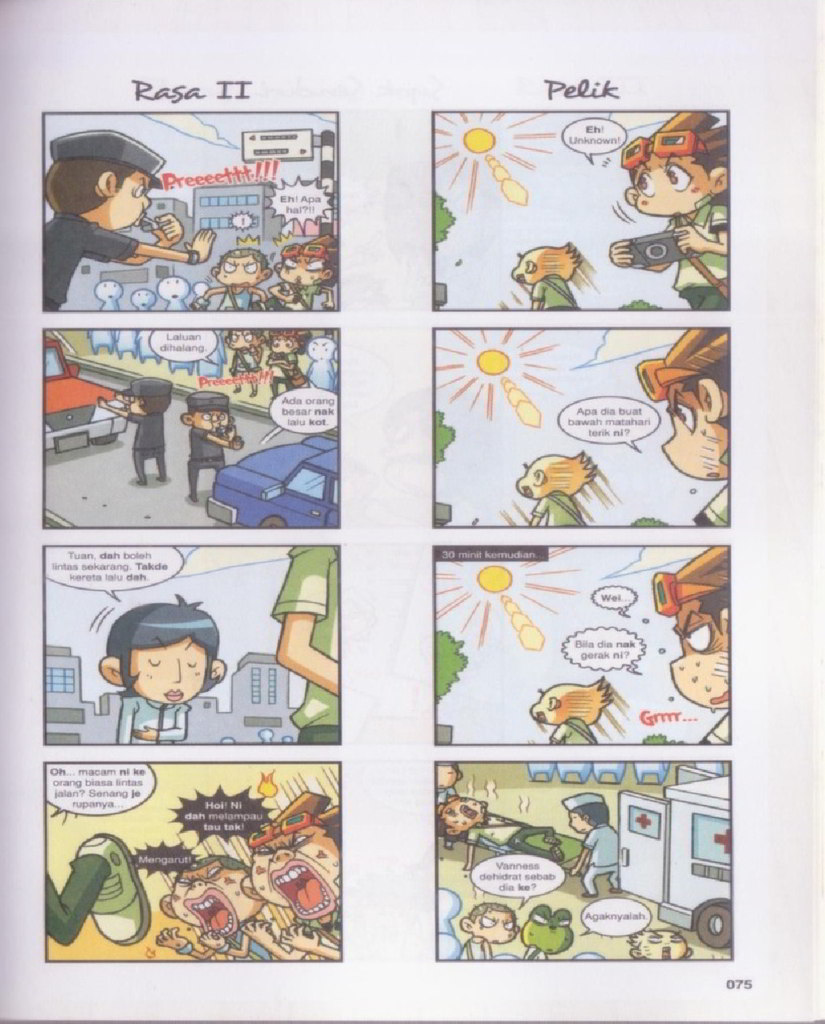 Rasa II
Preeeettt!!!
Eh! Apa
hal?!!
!
Laluan
dihalang.
Preeeettt!!!
Ada orang
besar nak
lalu kot.
Tuan, dah boleh
lintas sekarang. Takde
kereta lalu dah.
Oh... macam ni ke
orang biasa lintas
jalan? Senang je
rupanya...
Hoi! Ni
dah melampau
tau tak!
Mengarut!
Pelik
Eh!
Unknown!
Apa dia buat
bawah matahari
terik ni?
30 minit kemudian...
Wei...
Bila dia nak
gerak ni?
Grrrr...
Vanness
dehidrat sebab
dia ke?
Agaknyalah.
075